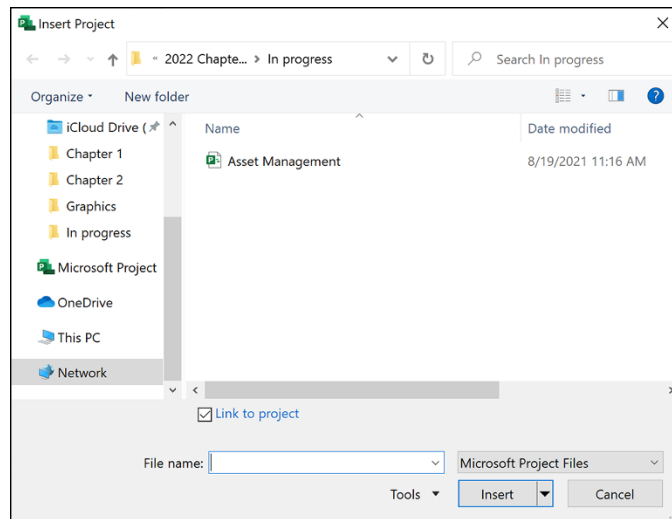 Insert Project
« 2022 Chapte... > In progress
Search In progress
Organize
New folder
iCloud Drive (
Chapter 1
Chapter 2
Graphics
In progress
Microsoft Project
OneDrive
This PC
Network
Name
Date modified
Asset Management
8/19/2021 11:16 AM
Link to project
File name:
Microsoft Project Files
Tools
Insert
Cancel